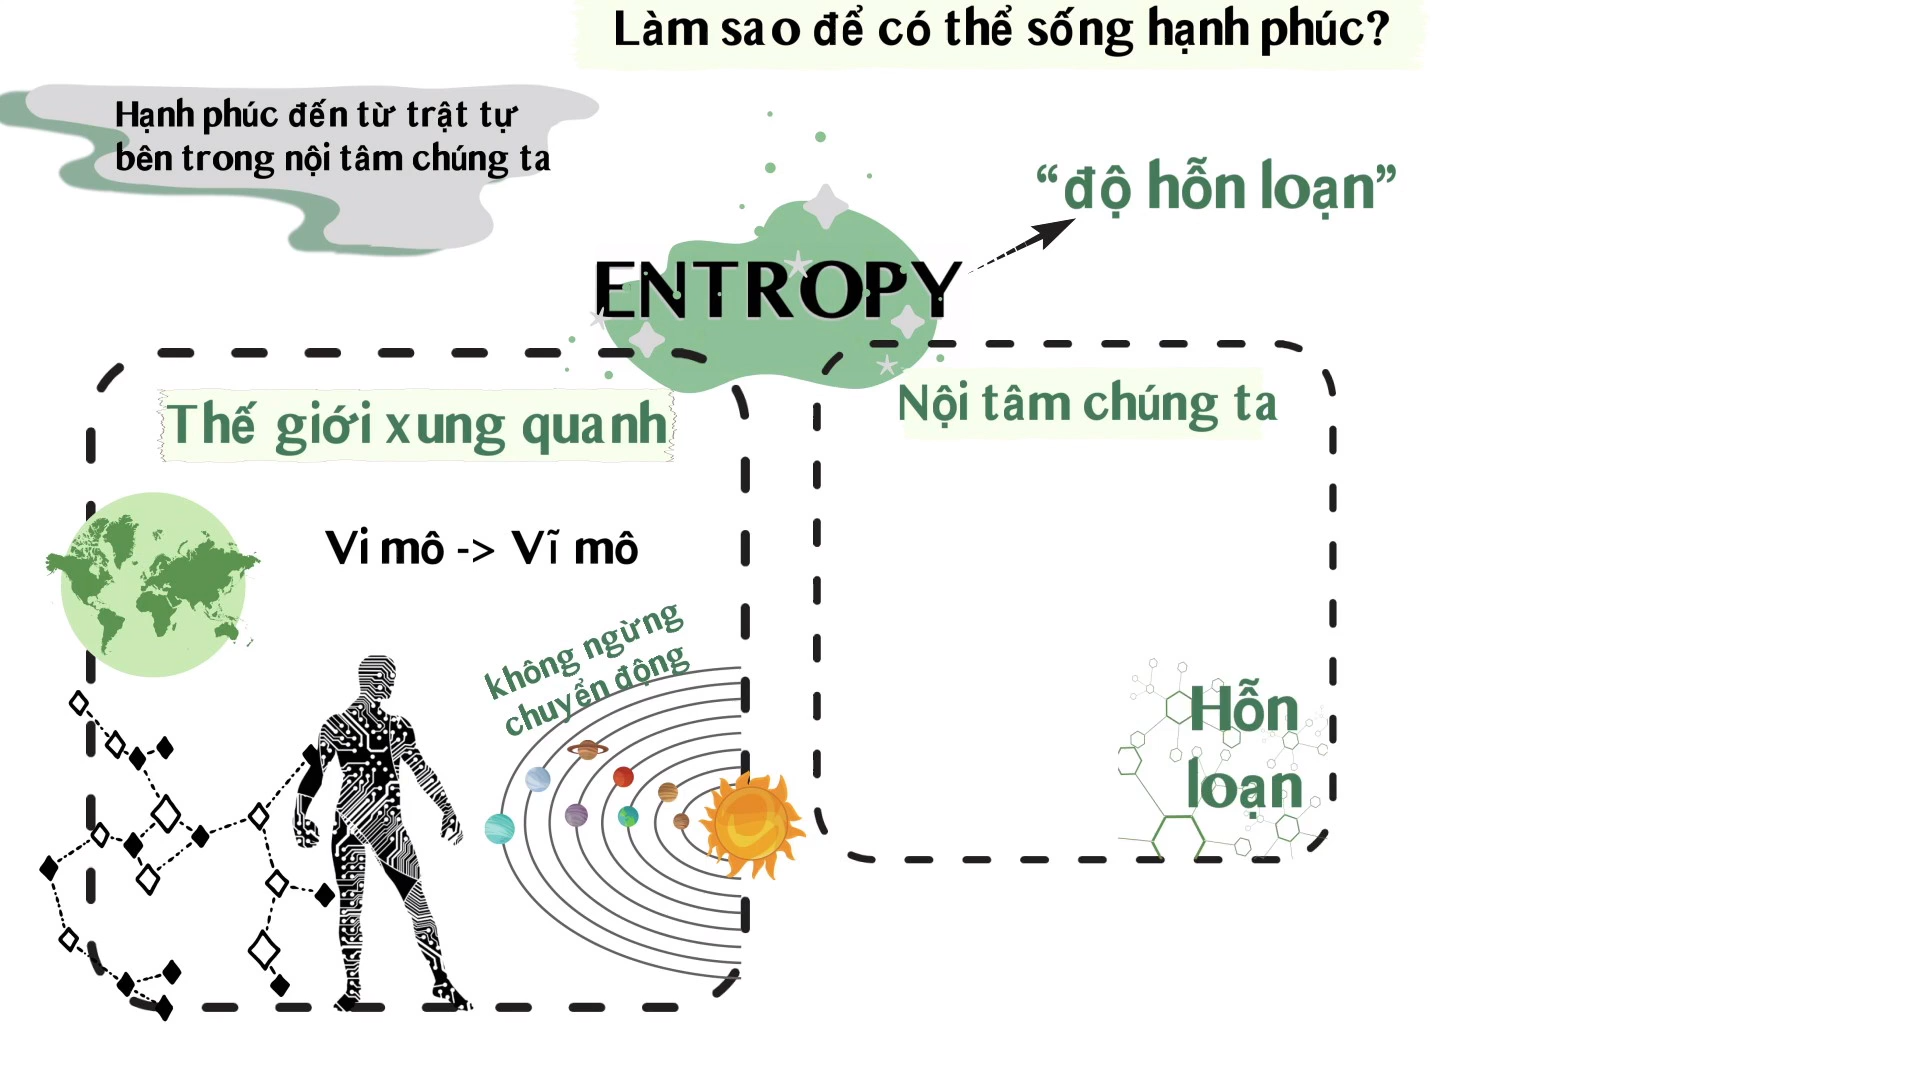 Làm sao để có thể sống hạnh phúc?
Hạnh phúc đến từ trật tự
bên trong nội tâm chúng ta
“độ hỗn loạn”
ENTROPY
Thế giới xung quanh
Vi mô -> Vĩ mô
không ngừng
chuyển động
Nội tâm chúng ta
Hỗn
loạn